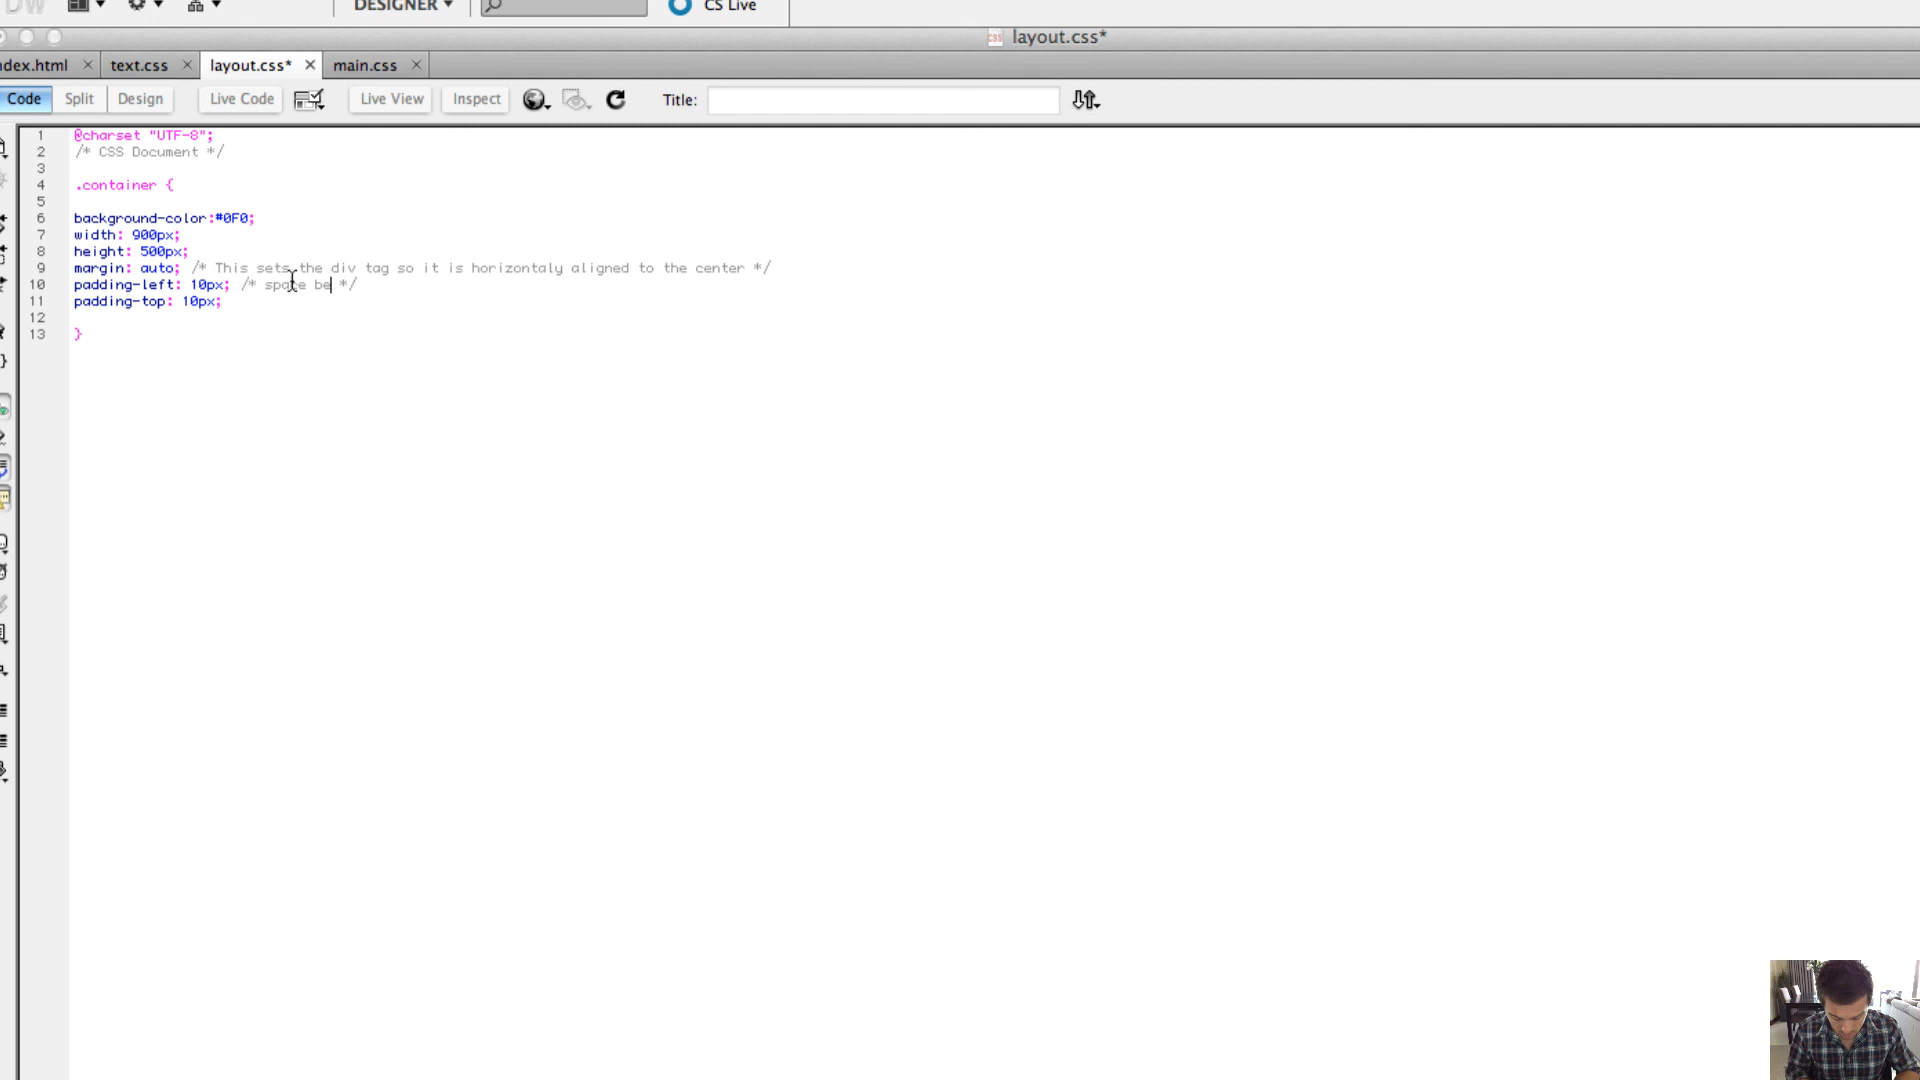 DW
DESIGNER
CS Live
layout.css*
dex.html
text.css
layout.css*
main.css
Code
Split
Design
Live Code
Live View
Inspect
Title:
1 @charset "UTF-8";
2 /* CSS Document */
3
4 .container {
5
6 background-color:#0F0;
7 width: 900px;
8 height: 500px;
9 margin: auto; /* This sets the div tag so it is horizontaly aligned to the center */
10 padding-left: 10px; /* space be */
11 padding-top: 10px;
12
13 }